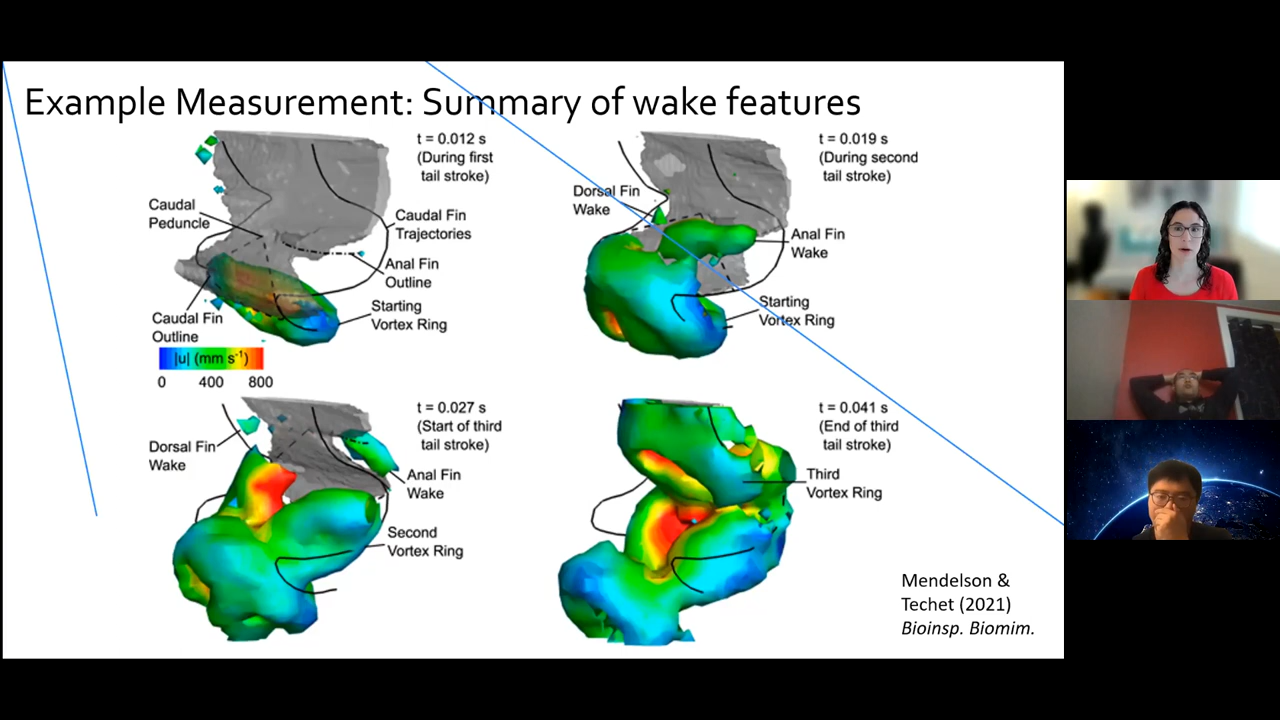 Example Measurement: Summary of wake features
t = 0.012 s
(During first
tail stroke)
Caudal
Peduncle
Caudal Fin
Trajectories
Anal Fin
Outline
Starting
Vortex Ring
Caudal Fin
Outline
|u| (mm s⁻¹)
0 400 800
t = 0.019 s
(During second
tail stroke)
Dorsal Fin
Wake
Anal Fin
Wake
Starting
Vortex Ring
t = 0.027 s
(Start of third
tail stroke)
Dorsal Fin
Wake
Anal Fin
Wake
Second
Vortex Ring
t = 0.041 s
(End of third
tail stroke)
Third
Vortex Ring
Mendelson &
Techet (2021)
Bioinsp. Biomim.